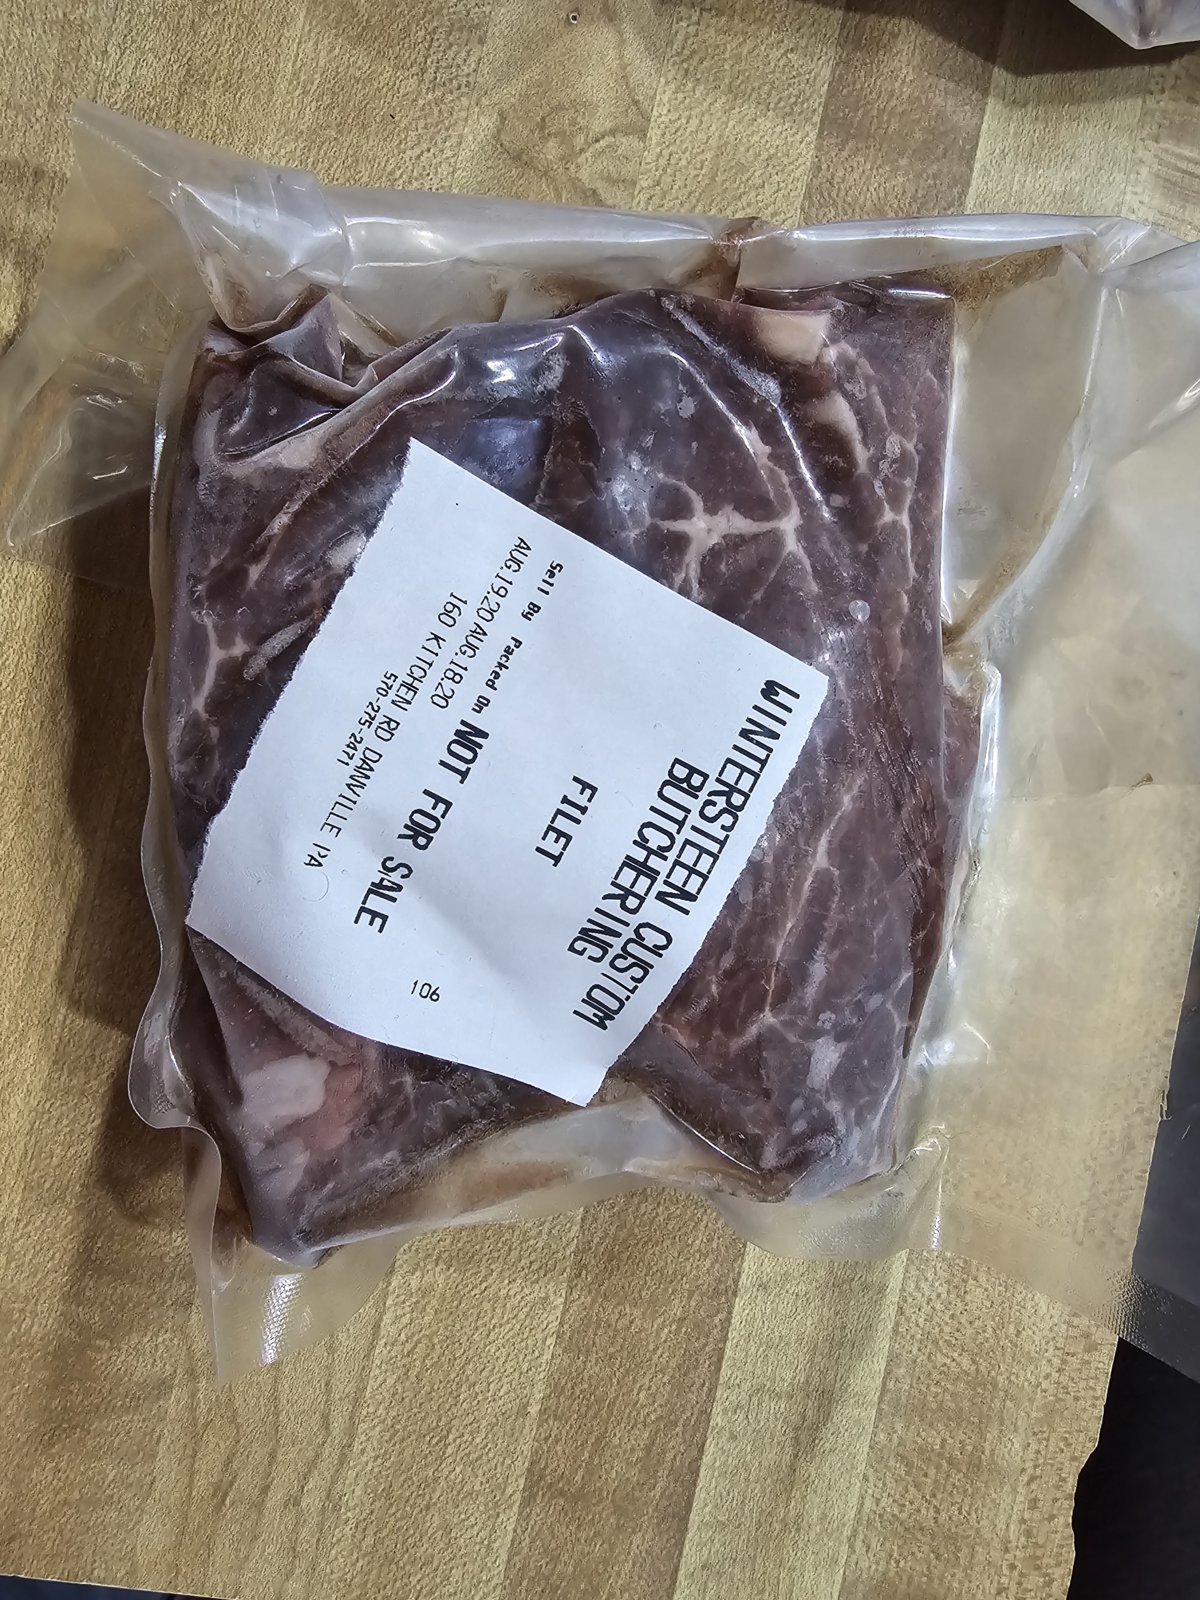 WINTERSTEEN CUSTOM
BUTCHERING
FILET
Sell By Packed On NOT FOR SALE
AUG.19.20 AUG.18.20
160 KITCHEN RD DANVILLE PA
570-275-2471
106